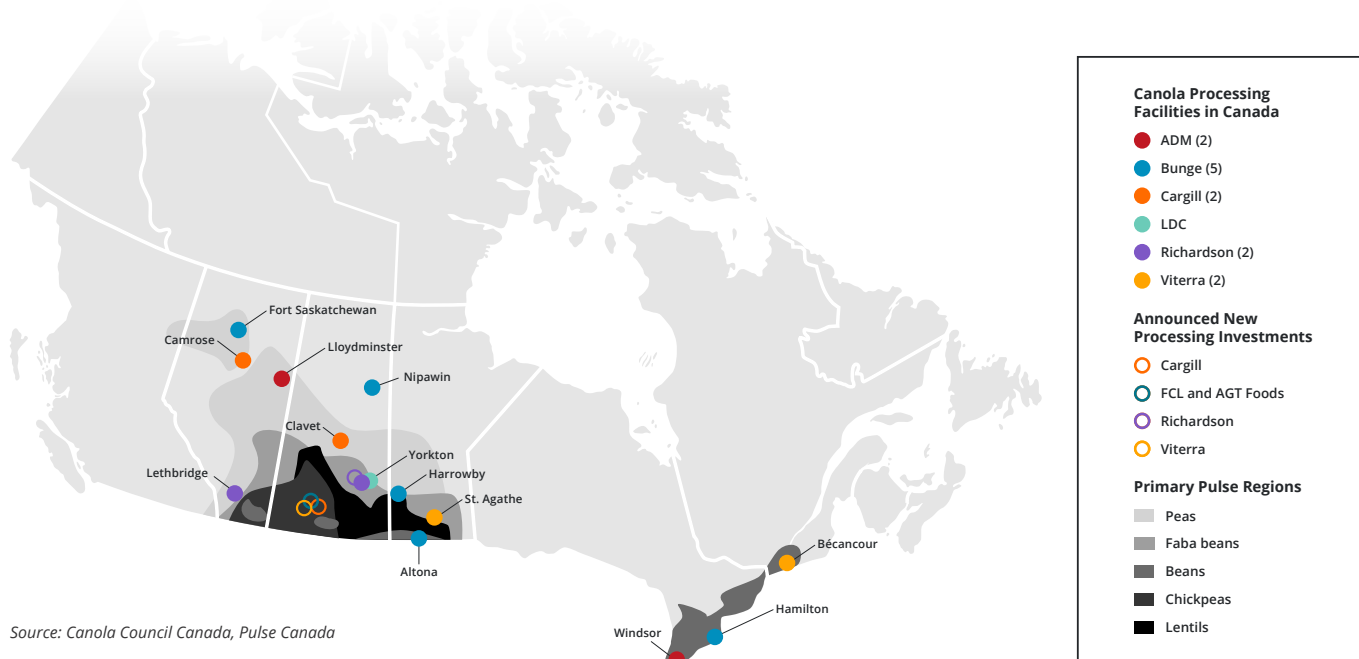 Fort Saskatchewan
Camrose
Lloydminster
Nipawin
Clavet
Yorkton
Lethbridge
Harrowby
St. Agathe
Altona
Bécancour
Hamilton
Windsor
Source: Canola Council Canada, Pulse Canada
Canola Processing
Facilities in Canada
ADM (2)
Bunge (5)
Cargill (2)
LDC
Richardson (2)
Viterra (2)
Announced New
Processing Investments
Cargill
FCL and AGT Foods
Richardson
Viterra
Primary Pulse Regions
Peas
Faba beans
Beans
Chickpeas
Lentils